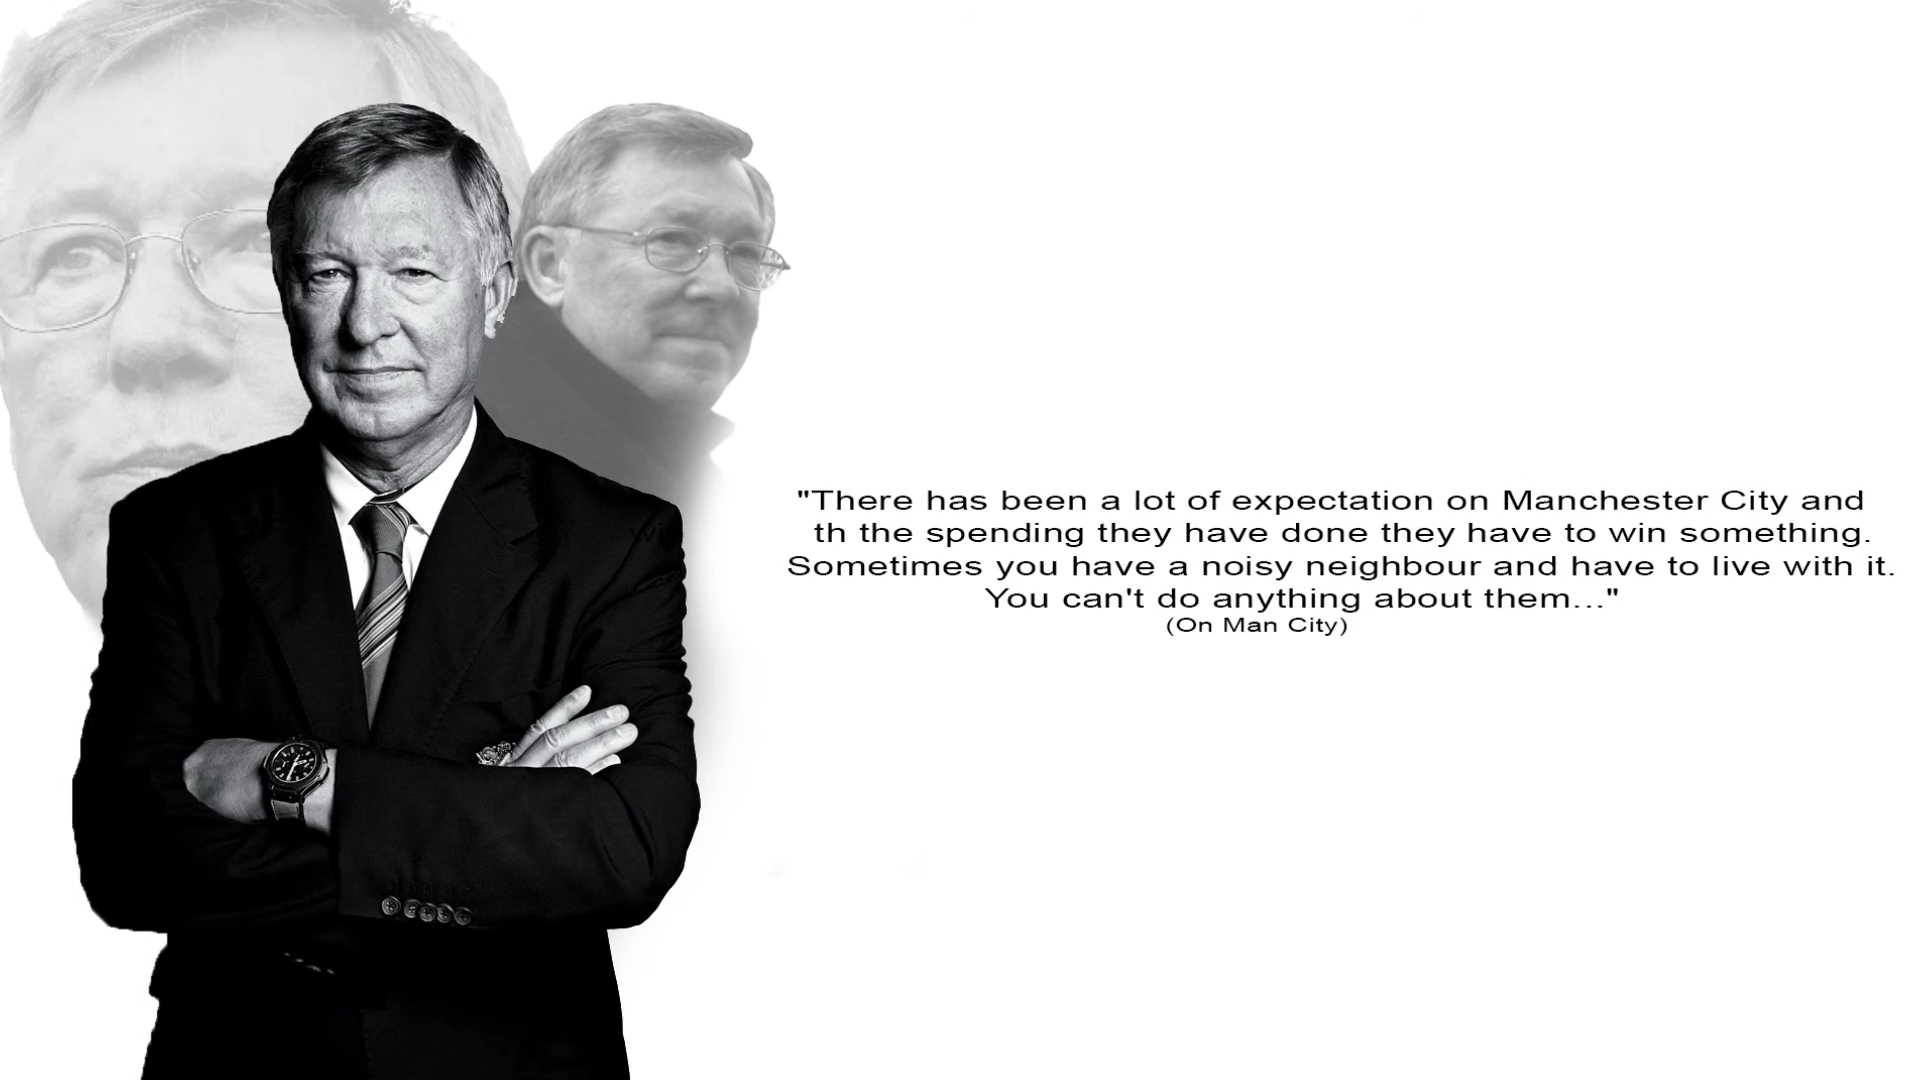 "There has been a lot of expectation on Manchester City and
with the spending they have done they have to win something.
Sometimes you have a noisy neighbour and have to live with it.
You can't do anything about them..."
(On Man City)